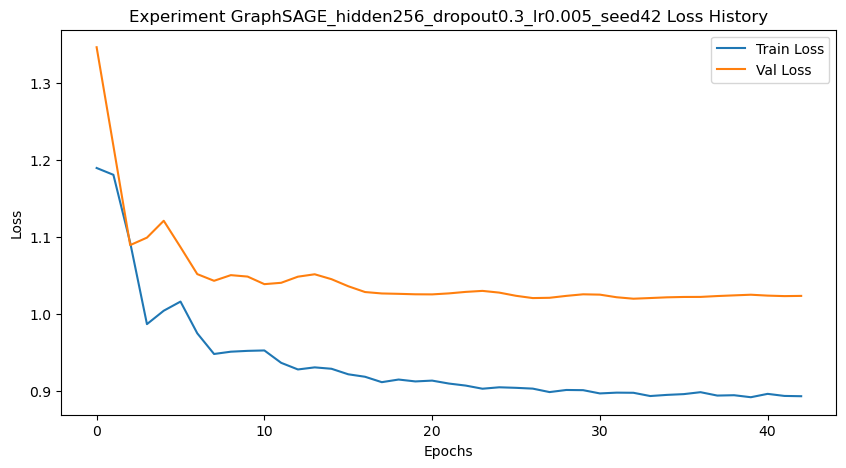 Experiment GraphSAGE_hidden256_dropout0.3_lr0.005_seed42 Loss History
Train Loss
Val Loss
1.3
1.2
1.1
1.0
0.9
Loss
0
10
20
30
40
Epochs